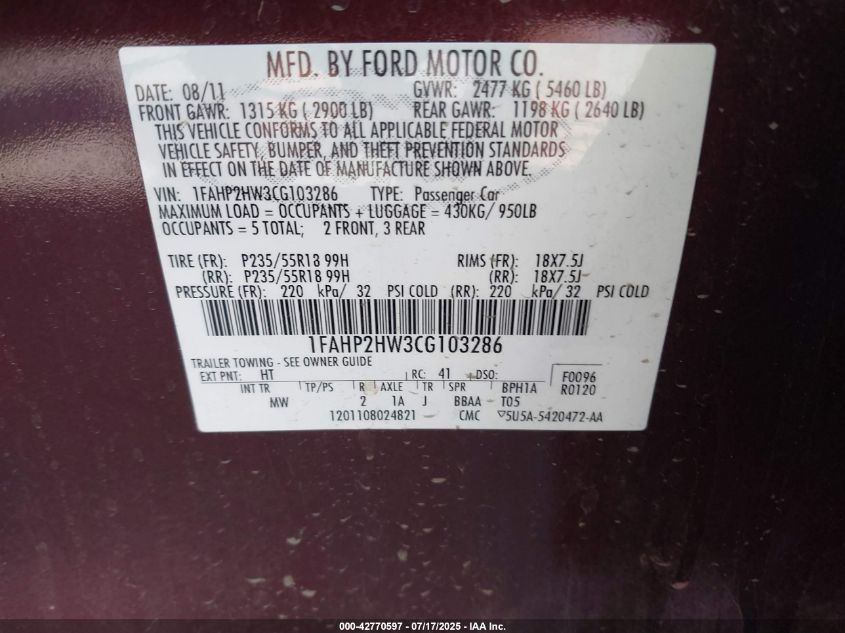 MFD. BY FORD MOTOR CO.
DATE: 08/11 GVWR: 2477 KG ( 5460 LB)
FRONT GAWR: 1315 KG ( 2900 LB) REAR GAWR: 1198 KG ( 2640 LB)
THIS VEHICLE CONFORMS TO ALL APPLICABLE FEDERAL MOTOR
VEHICLE SAFETY, BUMPER, AND THEFT PREVENTION STANDARDS
IN EFFECT ON THE DATE OF MANUFACTURE SHOWN ABOVE.
VIN: 1FAHP2HW3CG103286 TYPE: Passenger Car
MAXIMUM LOAD = OCCUPANTS + LUGGAGE = 430KG/ 950LB
OCCUPANTS = 5 TOTAL; 2 FRONT, 3 REAR
TIRE (FR): P235/55R18 99H RIMS (FR): 18X7.5J
(RR): P235/55R18 99H (RR): 18X7.5J
PRESSURE (FR): 220 kPa/ 32 PSI COLD (RR): 220 kPa/ 32 PSI COLD
1FAHP2HW3CG103286
TRAILER TOWING - SEE OWNER GUIDE
EXT PNT: HT RC: 41 DSO: F0096
INT TR TP/PS R AXLE TR SPR BPH1A R0120
MW 2 1A J BBAA T05
1201108024821 CMC ▽5U5A-5420472-AA
000-42770597 - 07/17/2025 - IAA Inc.